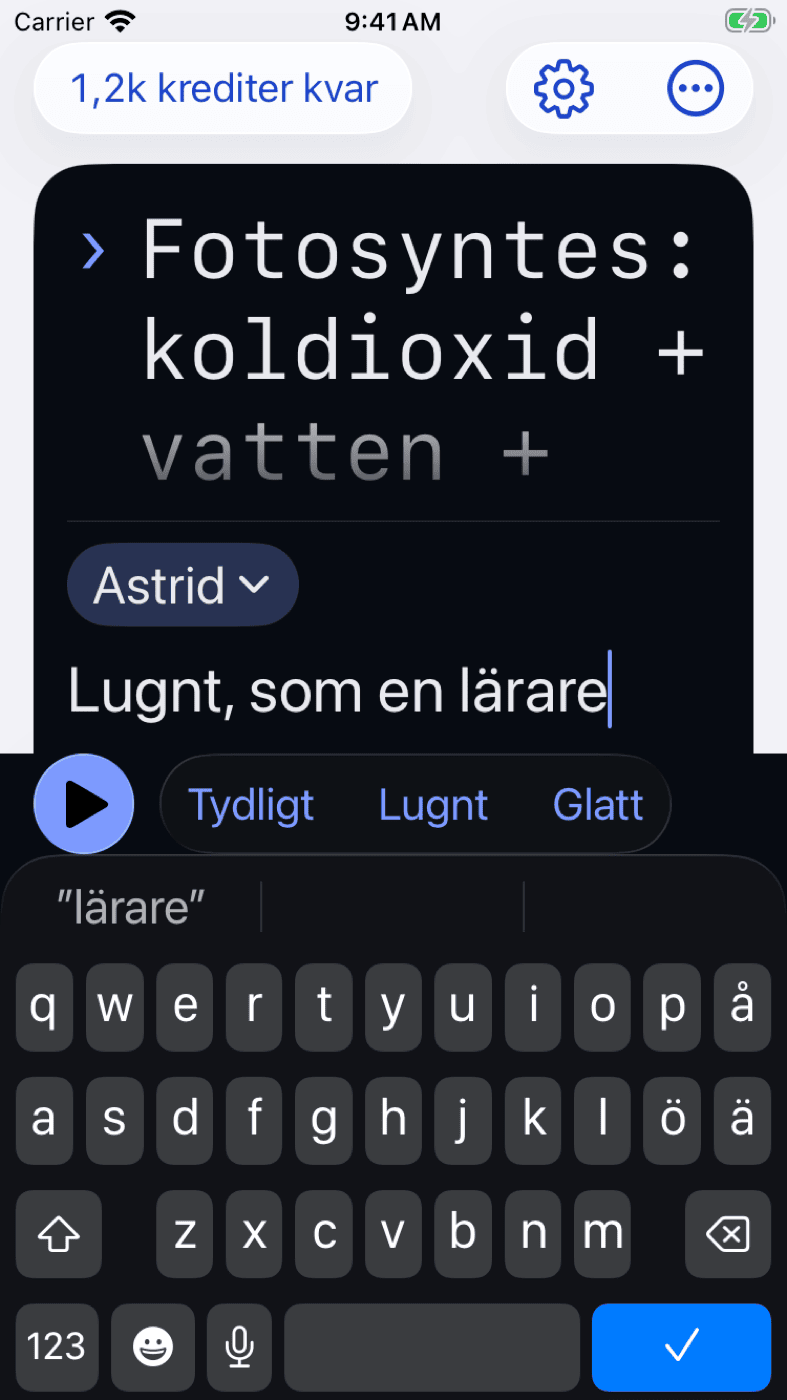 Carrier 9:41 AM
1,2k krediter kvar
› Fotosyntes:
koldioxid +
vatten +
Astrid
Lugnt, som en lärare
Tydligt Lugnt Glatt
”lärare”
q w e r t y u i o p å
a s d f g h j k l ö ä
z x c v b n m
123